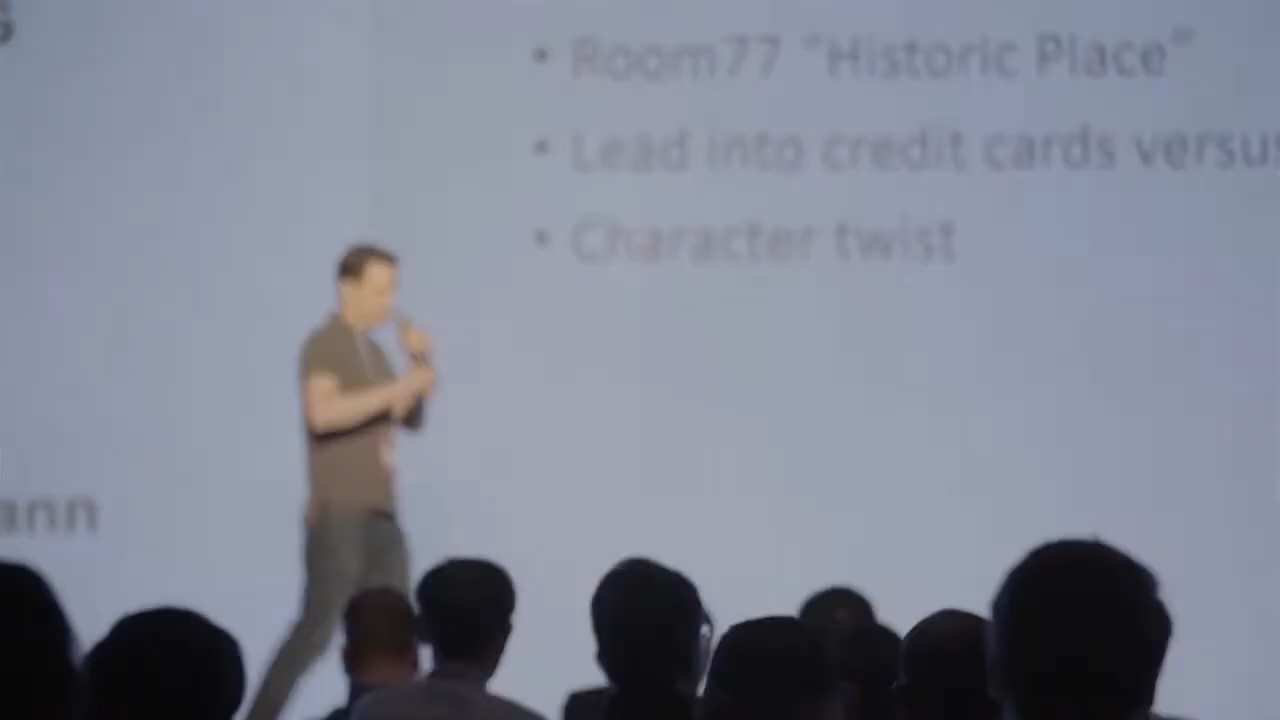 s
• Room77 "Historic Place"
• Lead into credit cards versus
• Character twist
ann